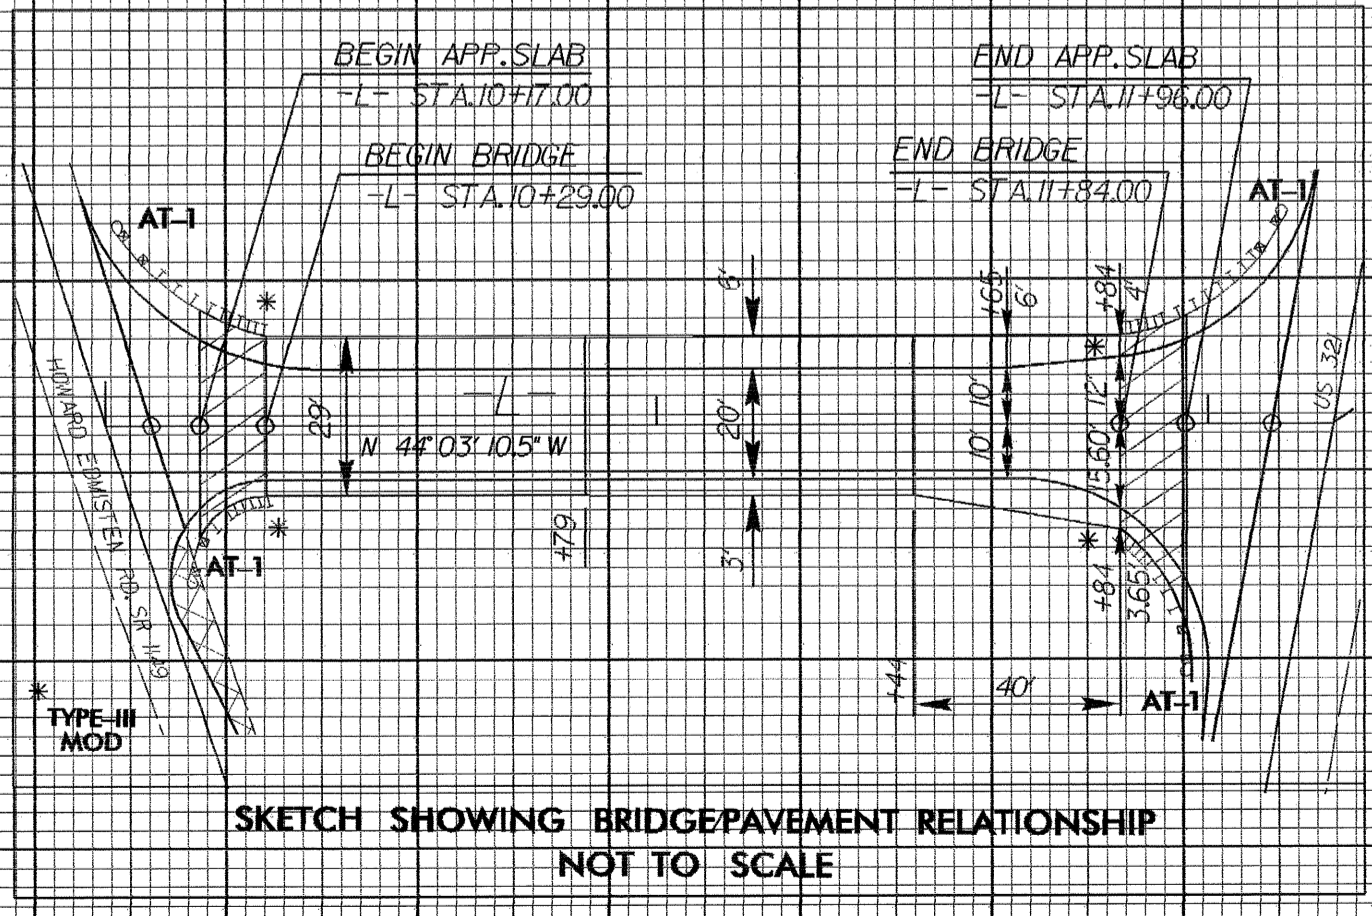 BEGIN APP. SLAB
-L- STA. 10+17.00
BEGIN BRIDGE
-L- STA. 10+29.00
END APP. SLAB
-L- STA. 11+96.00
END BRIDGE
-L- STA. 11+84.00
AT-1
AT-1
*
6'
+65
6'
+84
4'
*
HOWARD EDMISTEN RD. SR 1149
29'
-L-
N 44° 03' 10.5" W
20'
10'
10'
12'
15.60'
US 321
*
AT-1
+79
3'
*
+84
3.65'
+44
40'
AT-1
*
TYPE-III
MOD
SKETCH SHOWING BRIDGE/PAVEMENT RELATIONSHIP
NOT TO SCALE